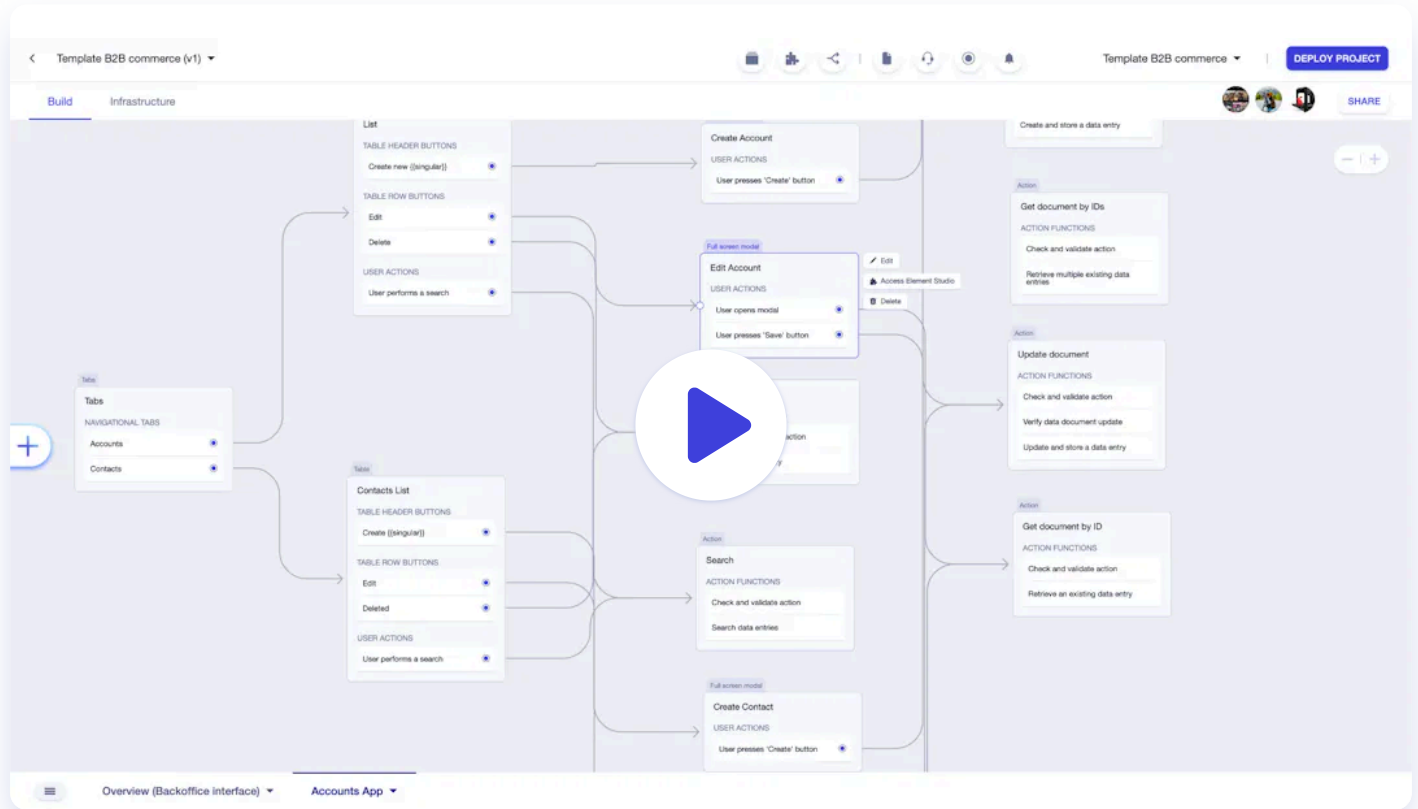 Template B2B commerce (v1)
Template B2B commerce
DEPLOY PROJECT
Build
Infrastructure
SHARE
List
TABLE HEADER BUTTONS
Create new {{singular}}
TABLE ROW BUTTONS
Edit
Delete
USER ACTIONS
User performs a search
Tabs
Tabs
NAVIGATIONAL TABS
Accounts
Contacts
Table
Contacts List
TABLE HEADER BUTTONS
Create {{singular}}
TABLE ROW BUTTONS
Edit
Deleted
USER ACTIONS
User performs a search
Create Account
USER ACTIONS
User presses 'Create' button
Full screen modal
Edit Account
USER ACTIONS
User opens modal
User presses 'Save' button
Edit
Access Element Studio
Delete
Action
Search
ACTION FUNCTIONS
Check and validate action
Search data entries
Full screen modal
Create Contact
USER ACTIONS
User presses 'Create' button
Create and store a data entry
Action
Get document by IDs
ACTION FUNCTIONS
Check and validate action
Retrieve multiple existing data
entries
Action
Update document
ACTION FUNCTIONS
Check and validate action
Verify data document update
Update and store a data entry
Action
Get document by ID
ACTION FUNCTIONS
Check and validate action
Retrieve an existing data entry
Overview (Backoffice interface)
Accounts App